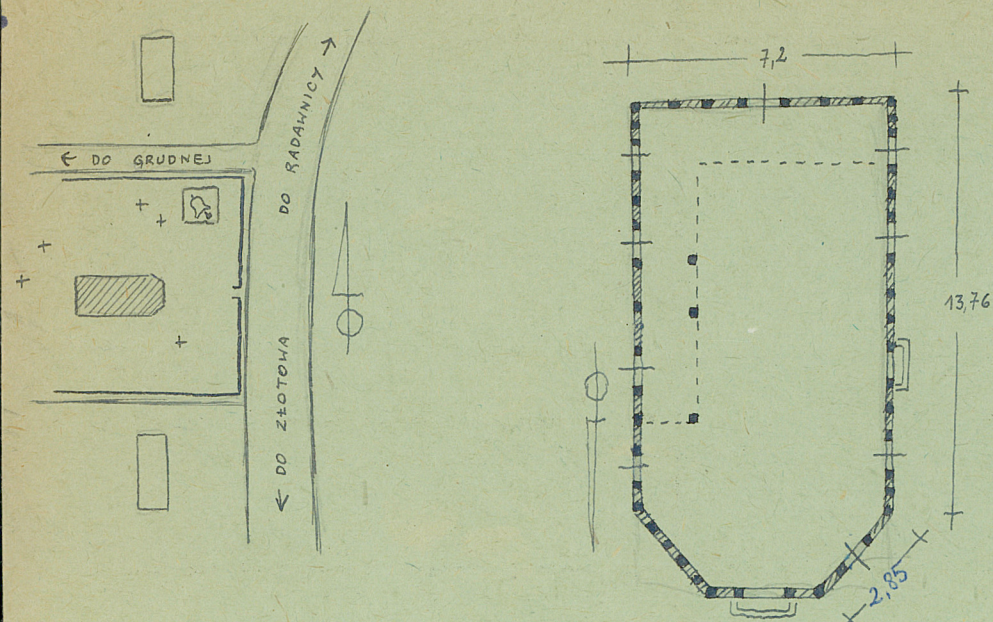 ← DO GRUDNEJ
DO RADAWNICY →
← DO ZŁOTOWA
7,2
13,76
2,85